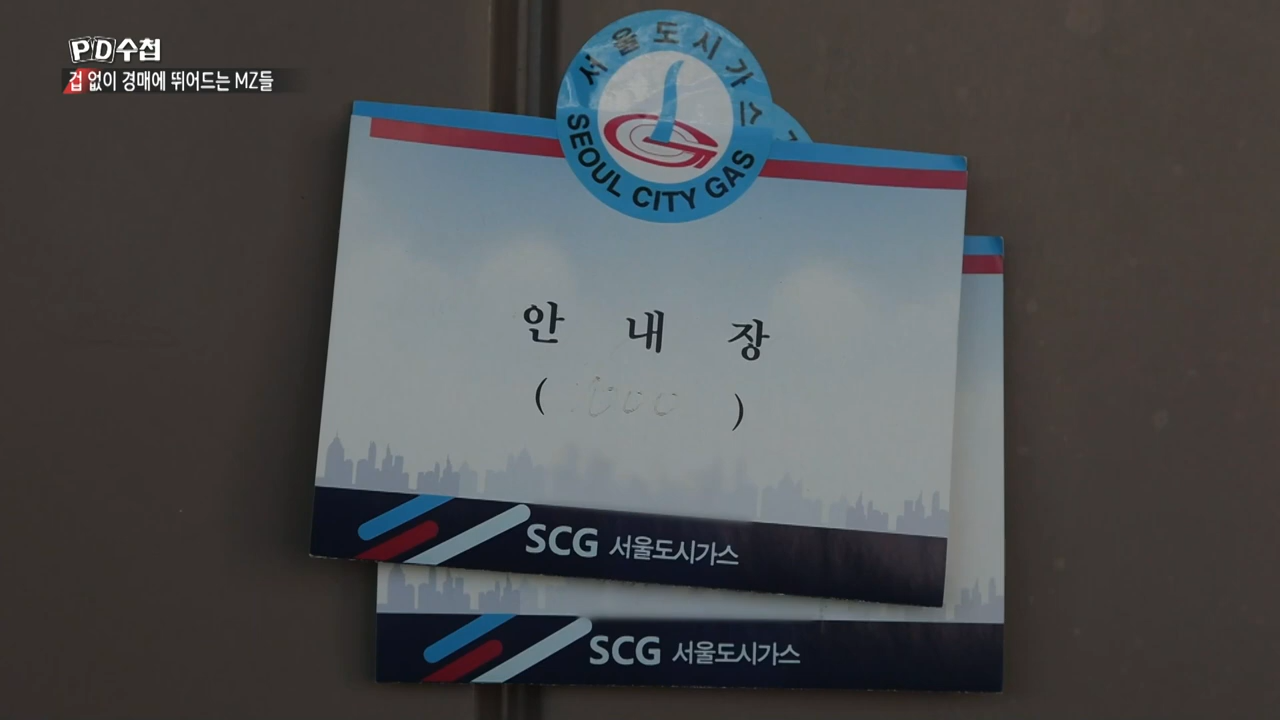 PD수첩
겁 없이 경매에 뛰어드는 MZ들
서울도시가스
SEOUL CITY GAS
안 내 장
( )
SCG 서울도시가스
SCG 서울도시가스